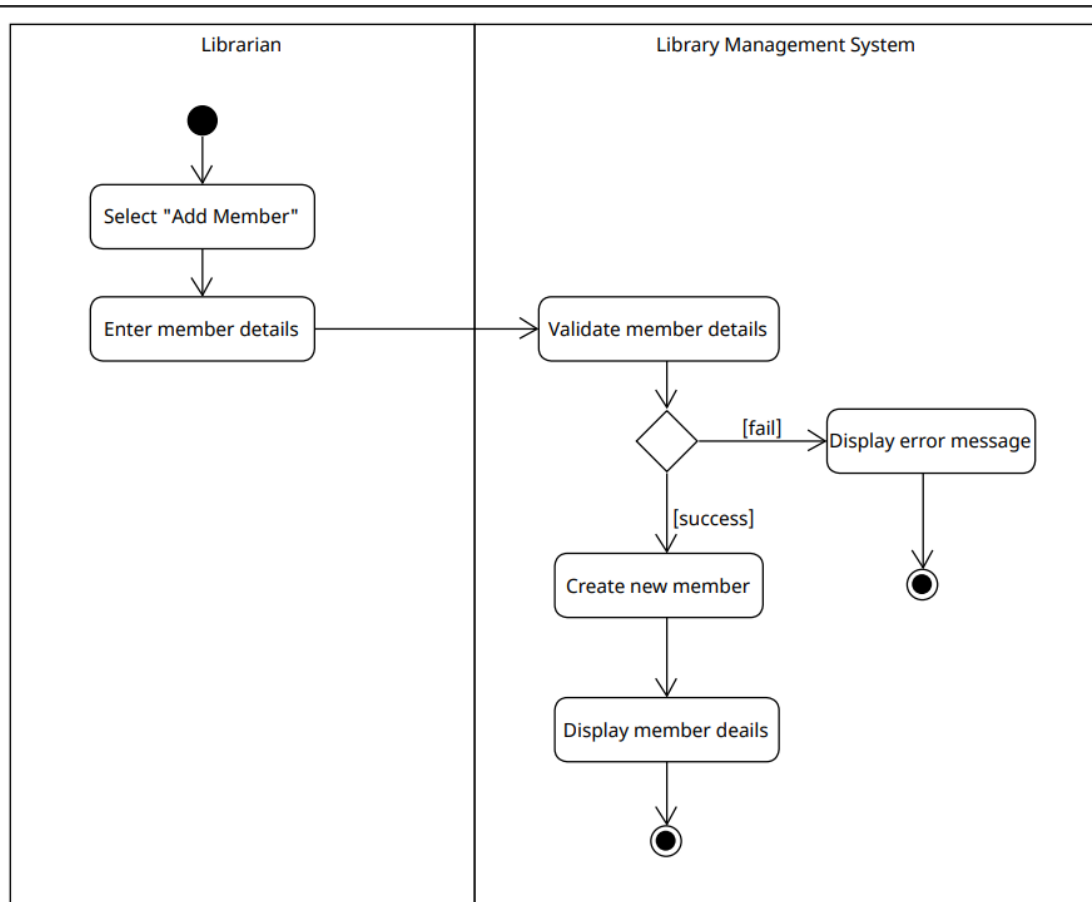 Librarian
Library Management System
Select "Add Member"
Enter member details
Validate member details
[fail]
Display error message
[success]
Create new member
Display member deails